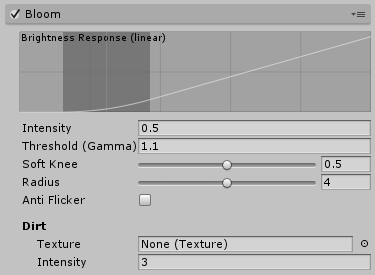 Bloom
Brightness Response (linear)
Intensity 0.5
Threshold (Gamma) 1.1
Soft Knee 0.5
Radius 4
Anti Flicker
Dirt
Texture None (Texture)
Intensity 3